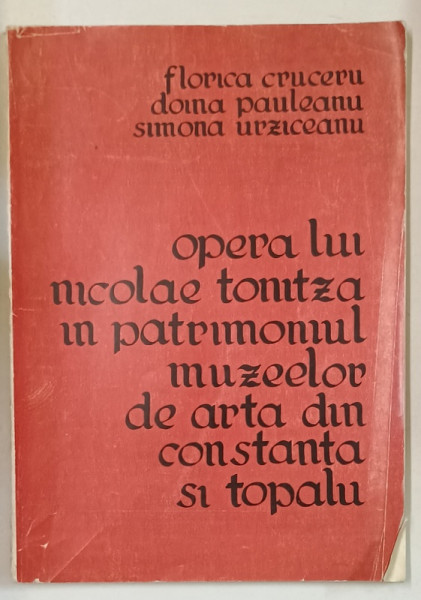 florica cruceru
doina pauleanu
simona urziceanu
opera lui
nicolae tonitza
in patrimoniul
muzeelor
de arta din
constanta
si topalu